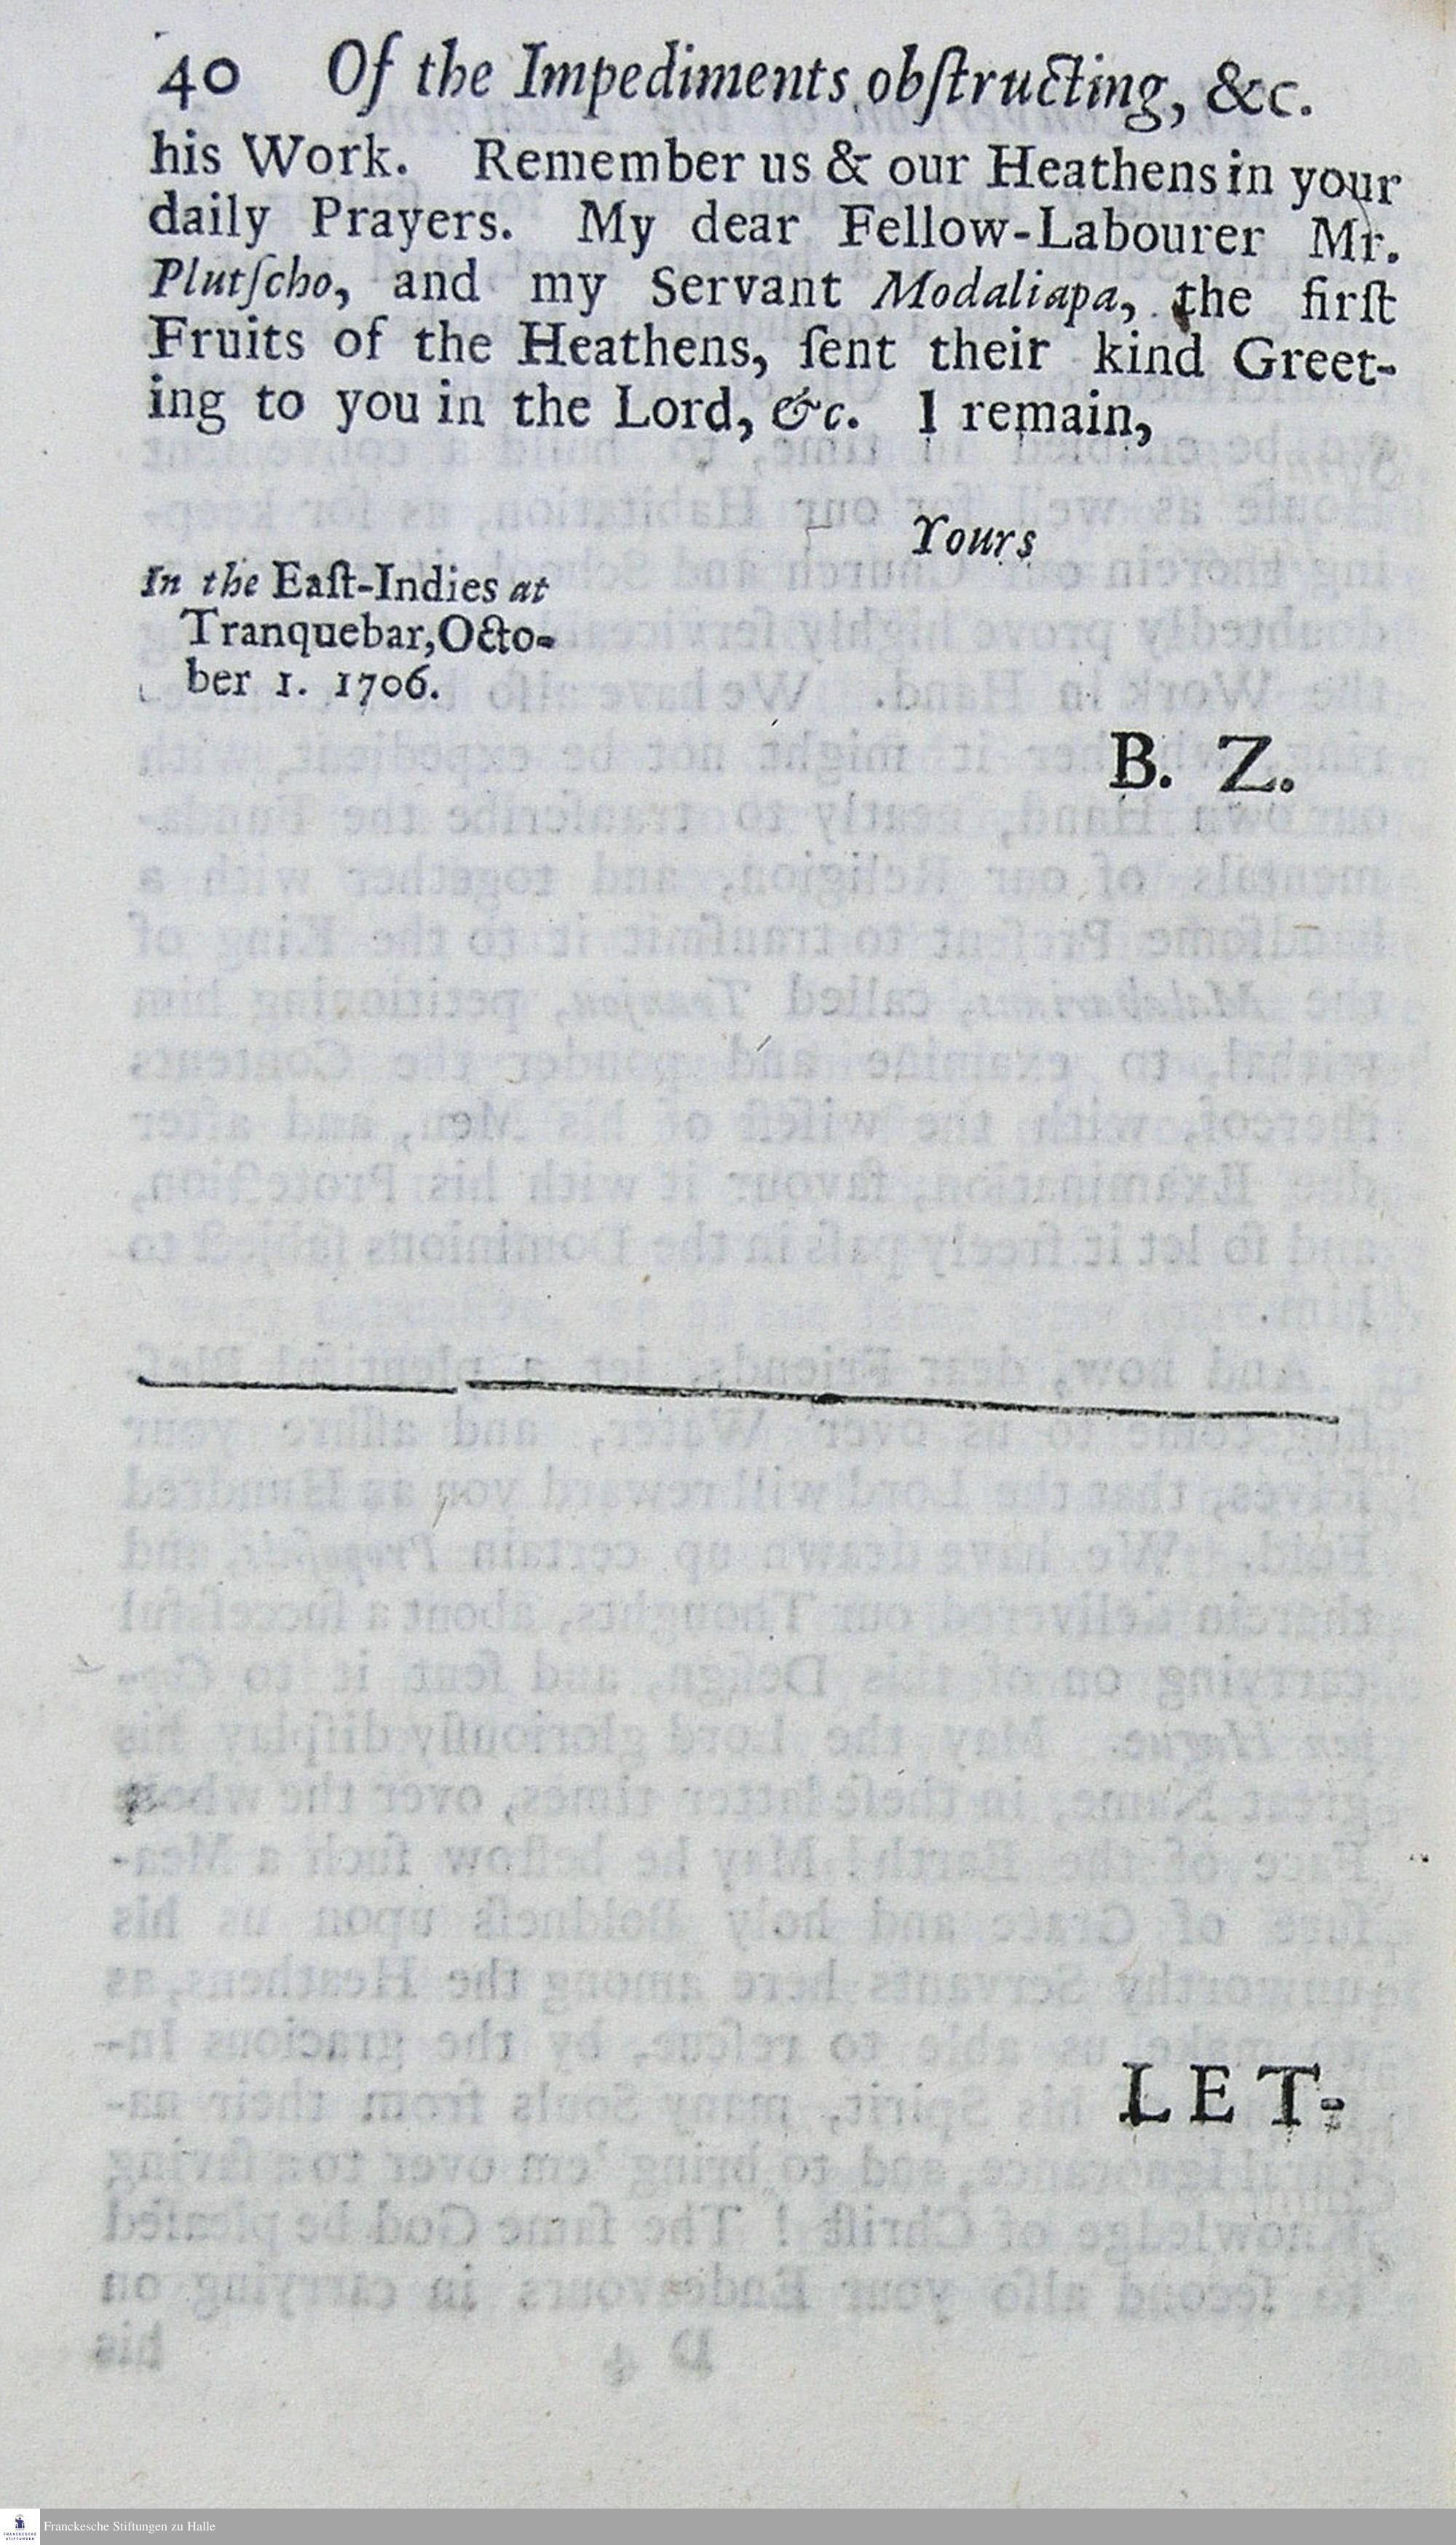 40 Of the Impediments obſtructing, &c.
his Work. Remember us & our Heathens in your
daily Prayers. My dear Fellow-Labourer Mr.
Plutſcho, and my Servant Modaliapa, the firſt
Fruits of the Heathens, ſent their kind Greet-
ing to you in the Lord, &c. I remain,
Yours
In the Eaſt-Indies at
Tranquebar, Octo-
ber 1. 1706.
B. Z.
LET-
Franckesche Stiftungen zu Halle